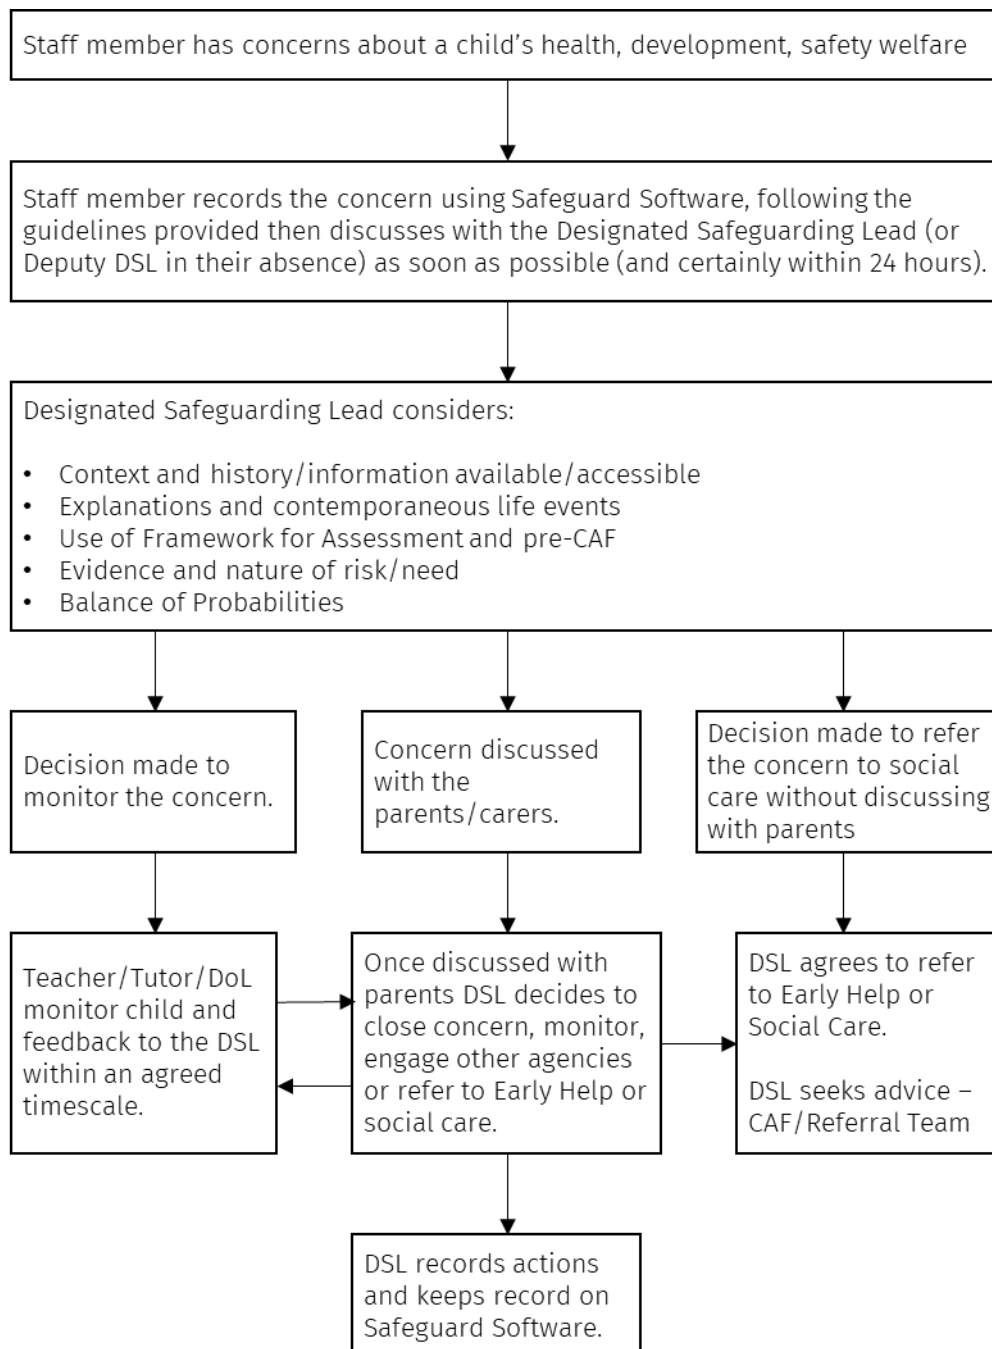 Staff member has concerns about a child’s health, development, safety welfare
Staff member records the concern using Safeguard Software, following the
guidelines provided then discusses with the Designated Safeguarding Lead (or
Deputy DSL in their absence) as soon as possible (and certainly within 24 hours).
Designated Safeguarding Lead considers:
• Context and history/information available/accessible
• Explanations and contemporaneous life events
• Use of Framework for Assessment and pre-CAF
• Evidence and nature of risk/need
• Balance of Probabilities
Decision made to
monitor the concern.
Concern discussed
with the
parents/carers.
Decision made to refer
the concern to social
care without discussing
with parents
Teacher/Tutor/DoL
monitor child and
feedback to the DSL
within an agreed
timescale.
Once discussed with
parents DSL decides to
close concern, monitor,
engage other agencies
or refer to Early Help or
social care.
DSL agrees to refer
to Early Help or
Social Care.
DSL seeks advice –
CAF/Referral Team
DSL records actions
and keeps record on
Safeguard Software.